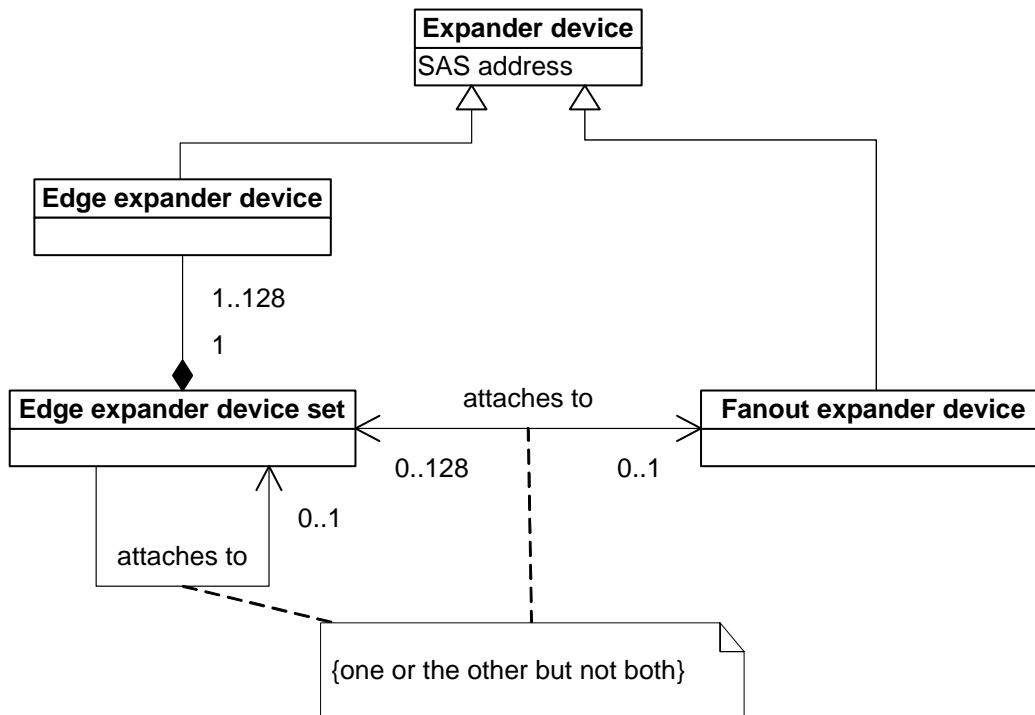 Expander device
SAS address
Edge expander device
1..128
1
Edge expander device set
attaches to
Fanout expander device
0..128
0..1
0..1
attaches to
{one or the other but not both}